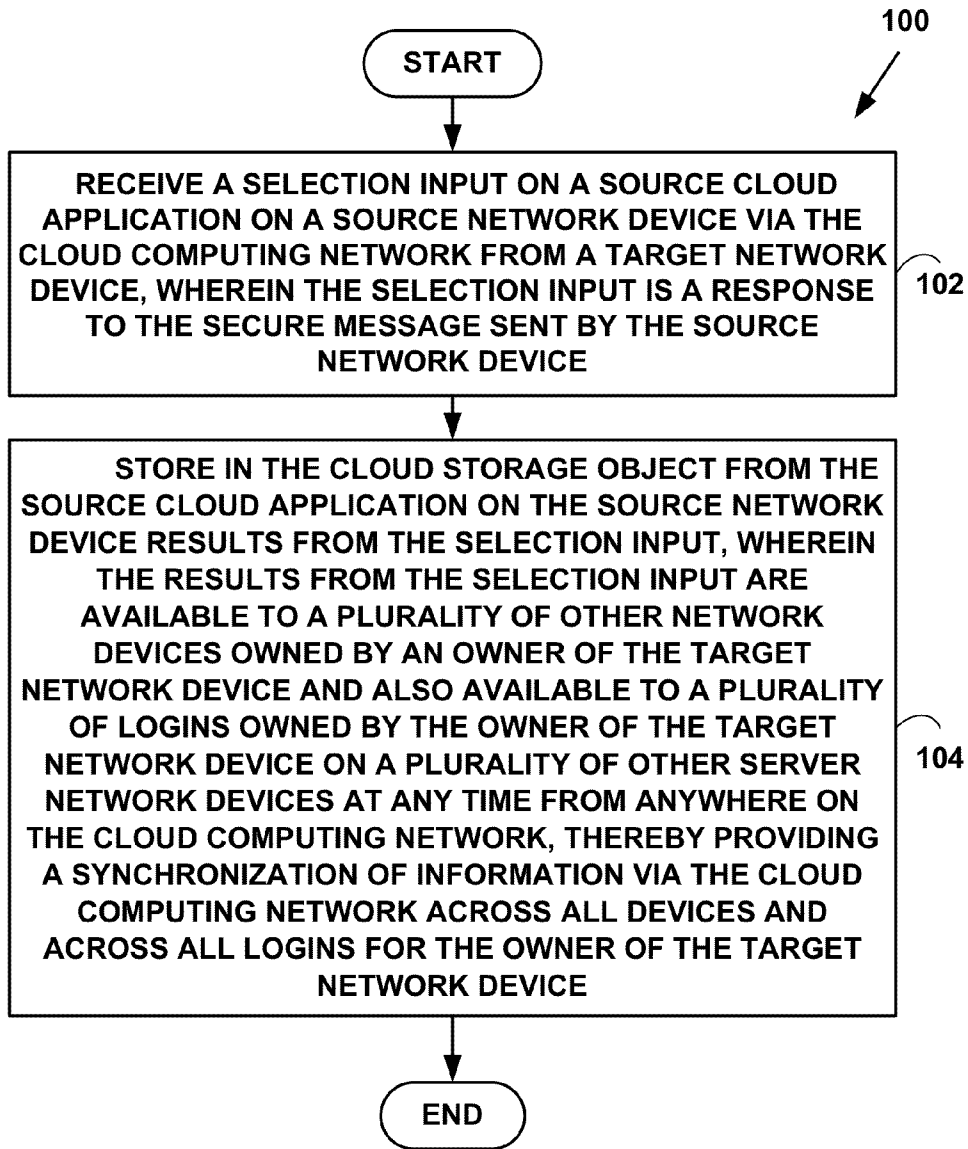 100
START
RECEIVE A SELECTION INPUT ON A SOURCE CLOUD
APPLICATION ON A SOURCE NETWORK DEVICE VIA THE
CLOUD COMPUTING NETWORK FROM A TARGET NETWORK
DEVICE, WHEREIN THE SELECTION INPUT IS A RESPONSE
TO THE SECURE MESSAGE SENT BY THE SOURCE
NETWORK DEVICE
102
STORE IN THE CLOUD STORAGE OBJECT FROM THE
SOURCE CLOUD APPLICATION ON THE SOURCE NETWORK
DEVICE RESULTS FROM THE SELECTION INPUT, WHEREIN
THE RESULTS FROM THE SELECTION INPUT ARE
AVAILABLE TO A PLURALITY OF OTHER NETWORK
DEVICES OWNED BY AN OWNER OF THE TARGET
NETWORK DEVICE AND ALSO AVAILABLE TO A PLURALITY
OF LOGINS OWNED BY THE OWNER OF THE TARGET
NETWORK DEVICE ON A PLURALITY OF OTHER SERVER
NETWORK DEVICES AT ANY TIME FROM ANYWHERE ON
THE CLOUD COMPUTING NETWORK, THEREBY PROVIDING
A SYNCHRONIZATION OF INFORMATION VIA THE CLOUD
COMPUTING NETWORK ACROSS ALL DEVICES AND
ACROSS ALL LOGINS FOR THE OWNER OF THE TARGET
NETWORK DEVICE
104
END